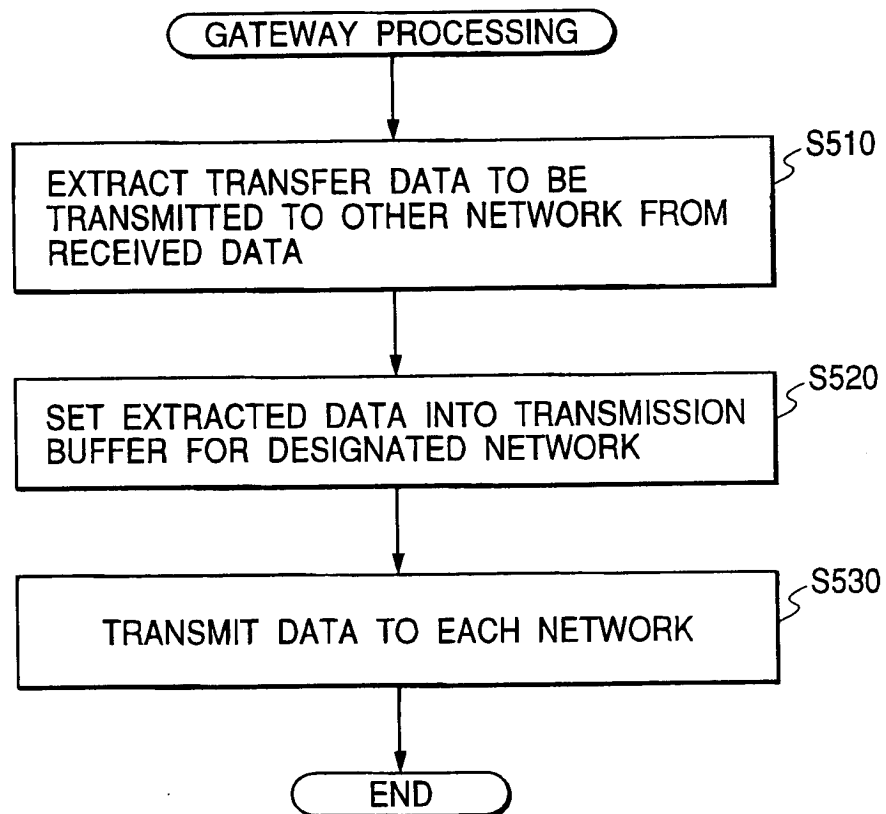 GATEWAY PROCESSING
S510
EXTRACT TRANSFER DATA TO BE
TRANSMITTED TO OTHER NETWORK FROM
RECEIVED DATA
S520
SET EXTRACTED DATA INTO TRANSMISSION
BUFFER FOR DESIGNATED NETWORK
S530
TRANSMIT DATA TO EACH NETWORK
END